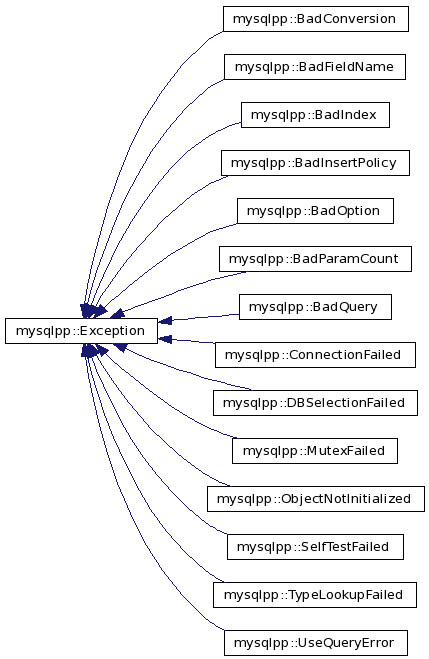 mysqlpp::BadConversion
mysqlpp::BadFieldName
mysqlpp::BadIndex
mysqlpp::BadInsertPolicy
mysqlpp::BadOption
mysqlpp::BadParamCount
mysqlpp::BadQuery
mysqlpp::Exception
mysqlpp::ConnectionFailed
mysqlpp::DBSelectionFailed
mysqlpp::MutexFailed
mysqlpp::ObjectNotInitialized
mysqlpp::SelfTestFailed
mysqlpp::TypeLookupFailed
mysqlpp::UseQueryError